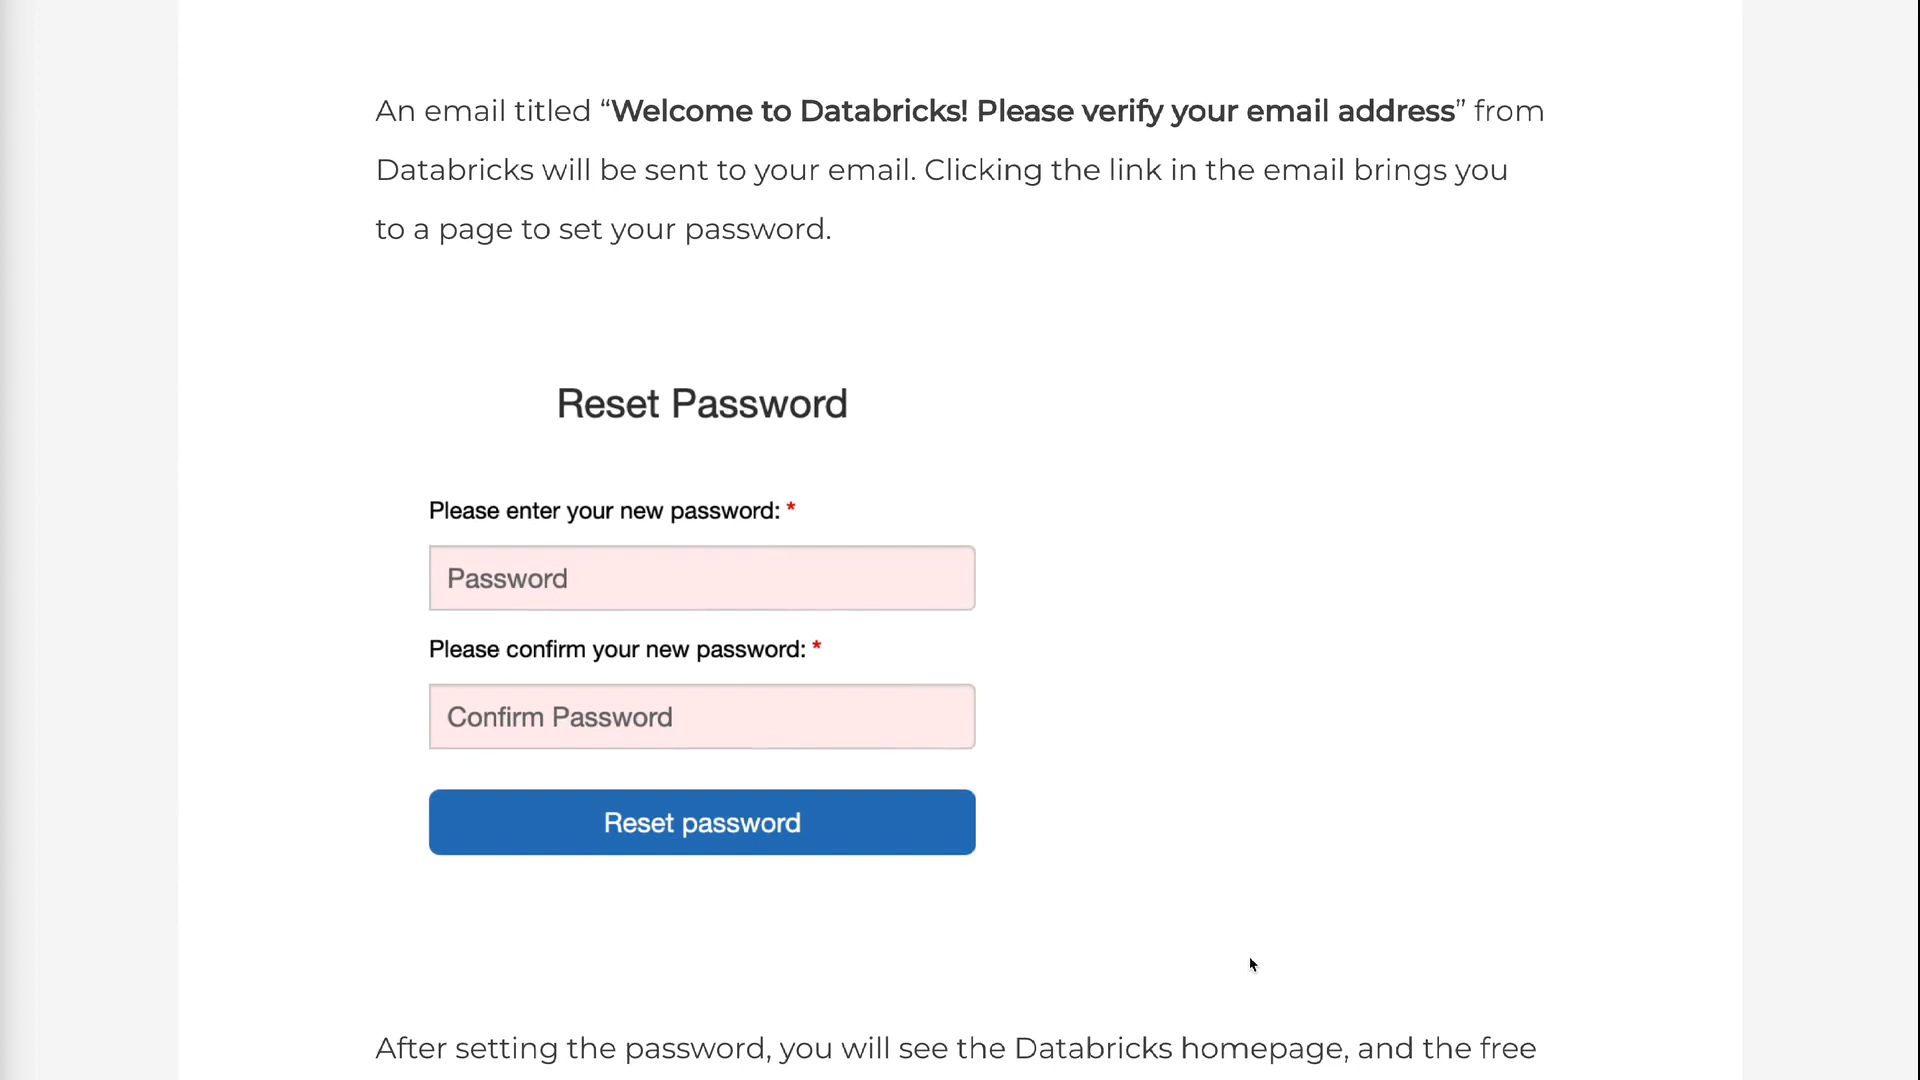 An email titled “Welcome to Databricks! Please verify your email address” from
Databricks will be sent to your email. Clicking the link in the email brings you
to a page to set your password.
Reset Password
Please enter your new password: *
Password
Please confirm your new password: *
Confirm Password
Reset password
After setting the password, you will see the Databricks homepage, and the free